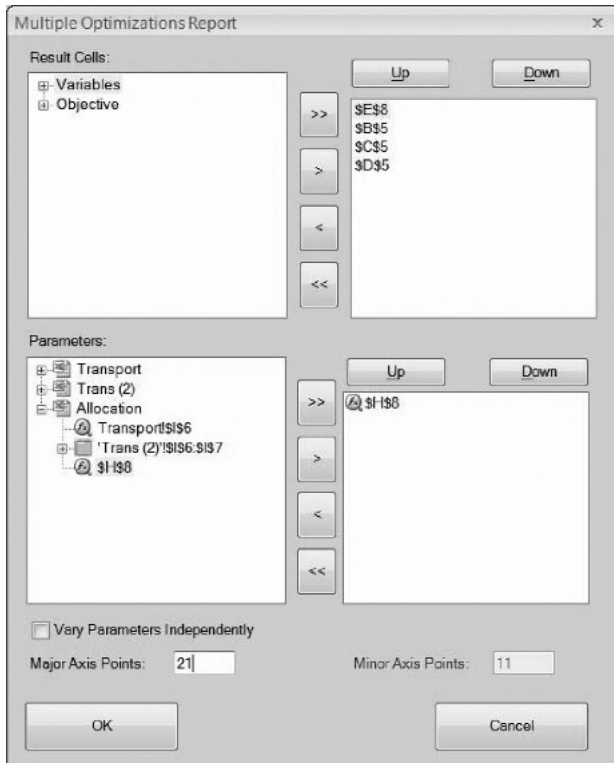 Multiple Optimizations Report x
Result Cells:
Variables
Objective
Up Down
>>
>
<
<<
$E$8
$B$5
$C$5
$D$5
Parameters:
Transport
Trans (2)
Allocation
Transport!$I$6
'Trans (2)'!$I$6:$I$7
$H$8
Up Down
>>
>
<
<<
$H$8
Vary Parameters Independently
Major Axis Points: 21 Minor Axis Points: 11
OK Cancel